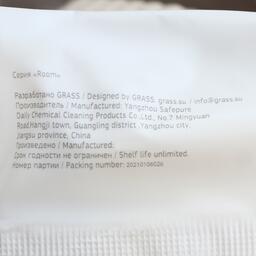 Серия «Room»
Разработано GRASS / Designed by GRASS. grass.su / info@grass.su
Производитель / Manufactured: Yangzhou Safepure
Daily Chemical Cleaning Products Co.,Ltd., No.7 Mingyuan
Road,Hangji town, Guangling district ,Yangzhou city,
Jiangsu province, China
Произведено / Manufactured:
Срок годности не ограничен / Shelf life unlimited.
Номер партии / Packing number: 20210106026